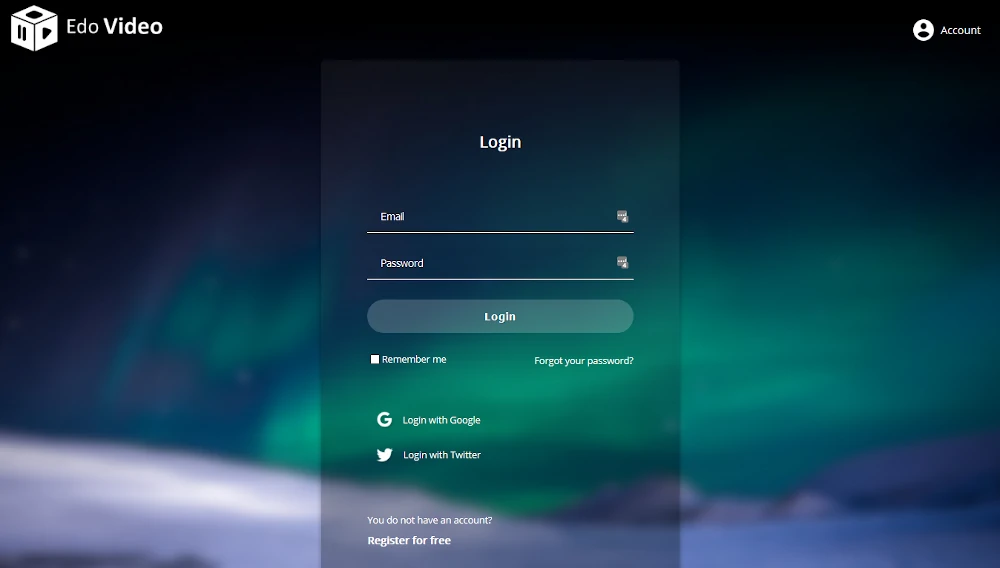 Edo Video
Account
Login
Email
Password
Login
Remember me
Forgot your password?
Login with Google
Login with Twitter
You do not have an account?
Register for free